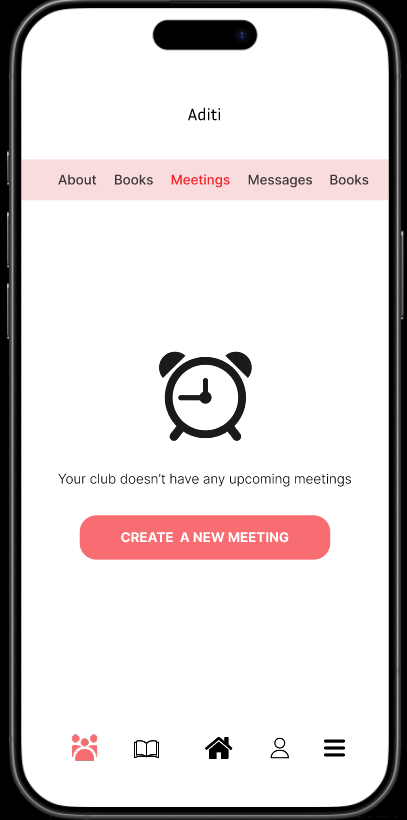 Aditi
About Books Meetings Messages Books
Your club doesn't have any upcoming meetings
CREATE A NEW MEETING